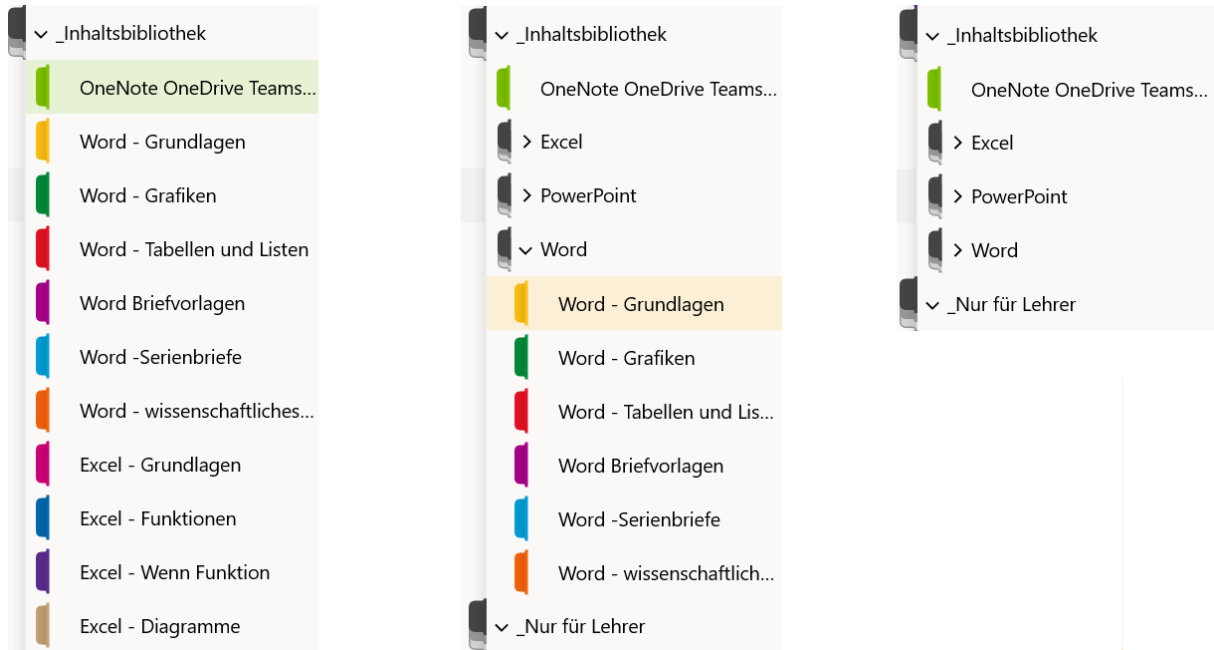 _Inhaltsbibliothek
OneNote OneDrive Teams...
Word - Grundlagen
Word - Grafiken
Word - Tabellen und Listen
Word Briefvorlagen
Word -Serienbriefe
Word - wissenschaftliches...
Excel - Grundlagen
Excel - Funktionen
Excel - Wenn Funktion
Excel - Diagramme
_Inhaltsbibliothek
OneNote OneDrive Teams...
Excel
PowerPoint
Word
Word - Grundlagen
Word - Grafiken
Word - Tabellen und Lis...
Word Briefvorlagen
Word -Serienbriefe
Word - wissenschaftlich...
_Nur für Lehrer
_Inhaltsbibliothek
OneNote OneDrive Teams...
Excel
PowerPoint
Word
_Nur für Lehrer